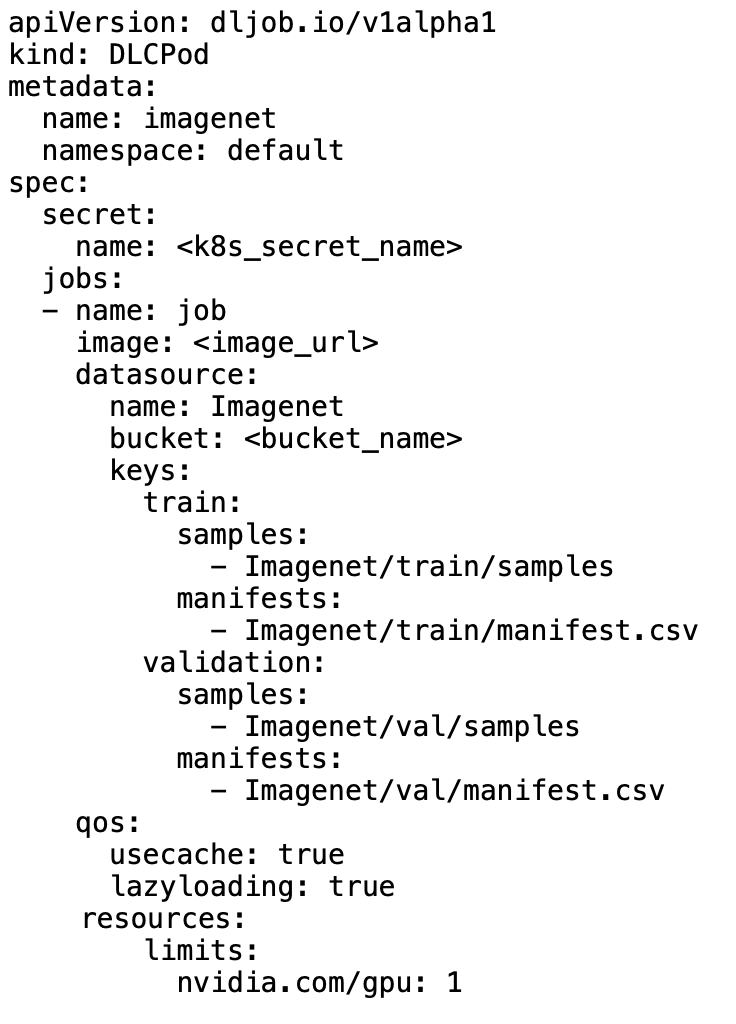 apiVersion: dljob.io/v1alpha1
kind: DLCPod
metadata:
  name: imagenet
  namespace: default
spec:
  secret:
    name: <k8s_secret_name>
  jobs:
  - name: job
    image: <image_url>
    datasource:
      name: Imagenet
      bucket: <bucket_name>
      keys:
        train:
          samples:
            - Imagenet/train/samples
          manifests:
            - Imagenet/train/manifest.csv
        validation:
          samples:
            - Imagenet/val/samples
          manifests:
            - Imagenet/val/manifest.csv
    qos:
      usecache: true
      lazyloading: true
    resources:
        limits:
          nvidia.com/gpu: 1